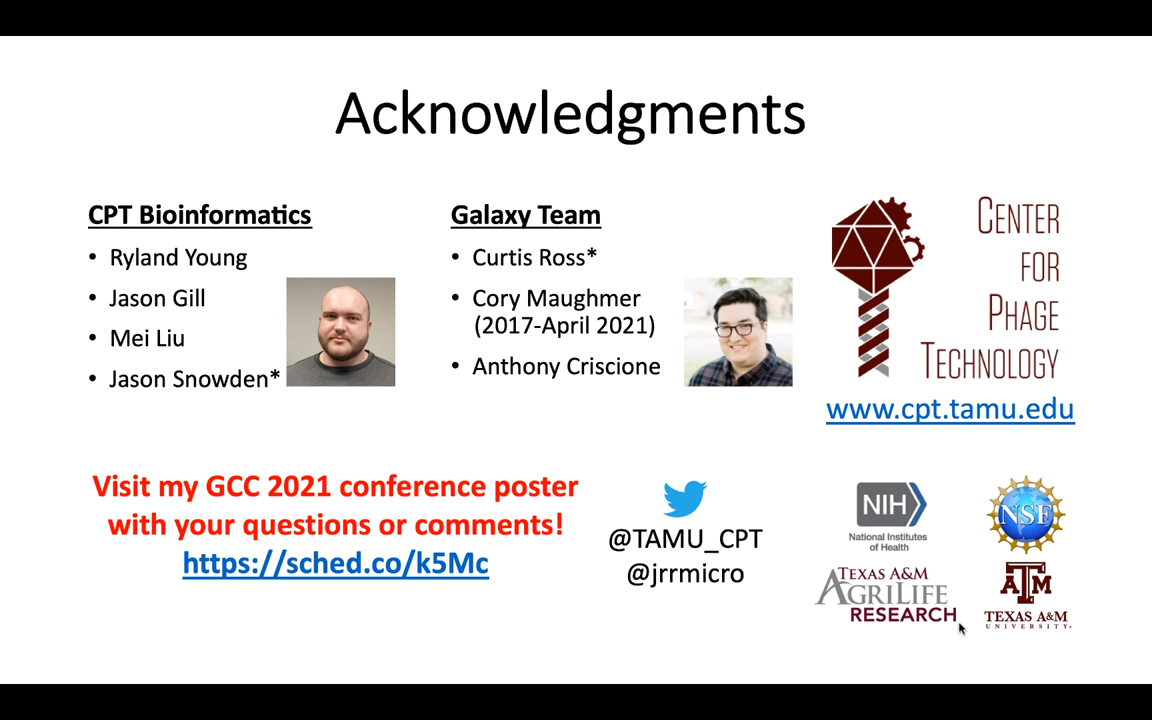 Acknowledgments
CPT Bioinformatics
• Ryland Young
• Jason Gill
• Mei Liu
• Jason Snowden*
Galaxy Team
• Curtis Ross*
• Cory Maughmer
(2017-April 2021)
• Anthony Criscione
CENTER
FOR
PHAGE
TECHNOLOGY
www.cpt.tamu.edu
Visit my GCC 2021 conference poster
with your questions or comments!
https://sched.co/k5Mc
@TAMU_CPT
@jrrmicro
NIH
National Institutes
of Health
NSF
TEXAS A&M
AGRILIFE
RESEARCH
ATM
TEXAS A&M
UNIVERSITY®